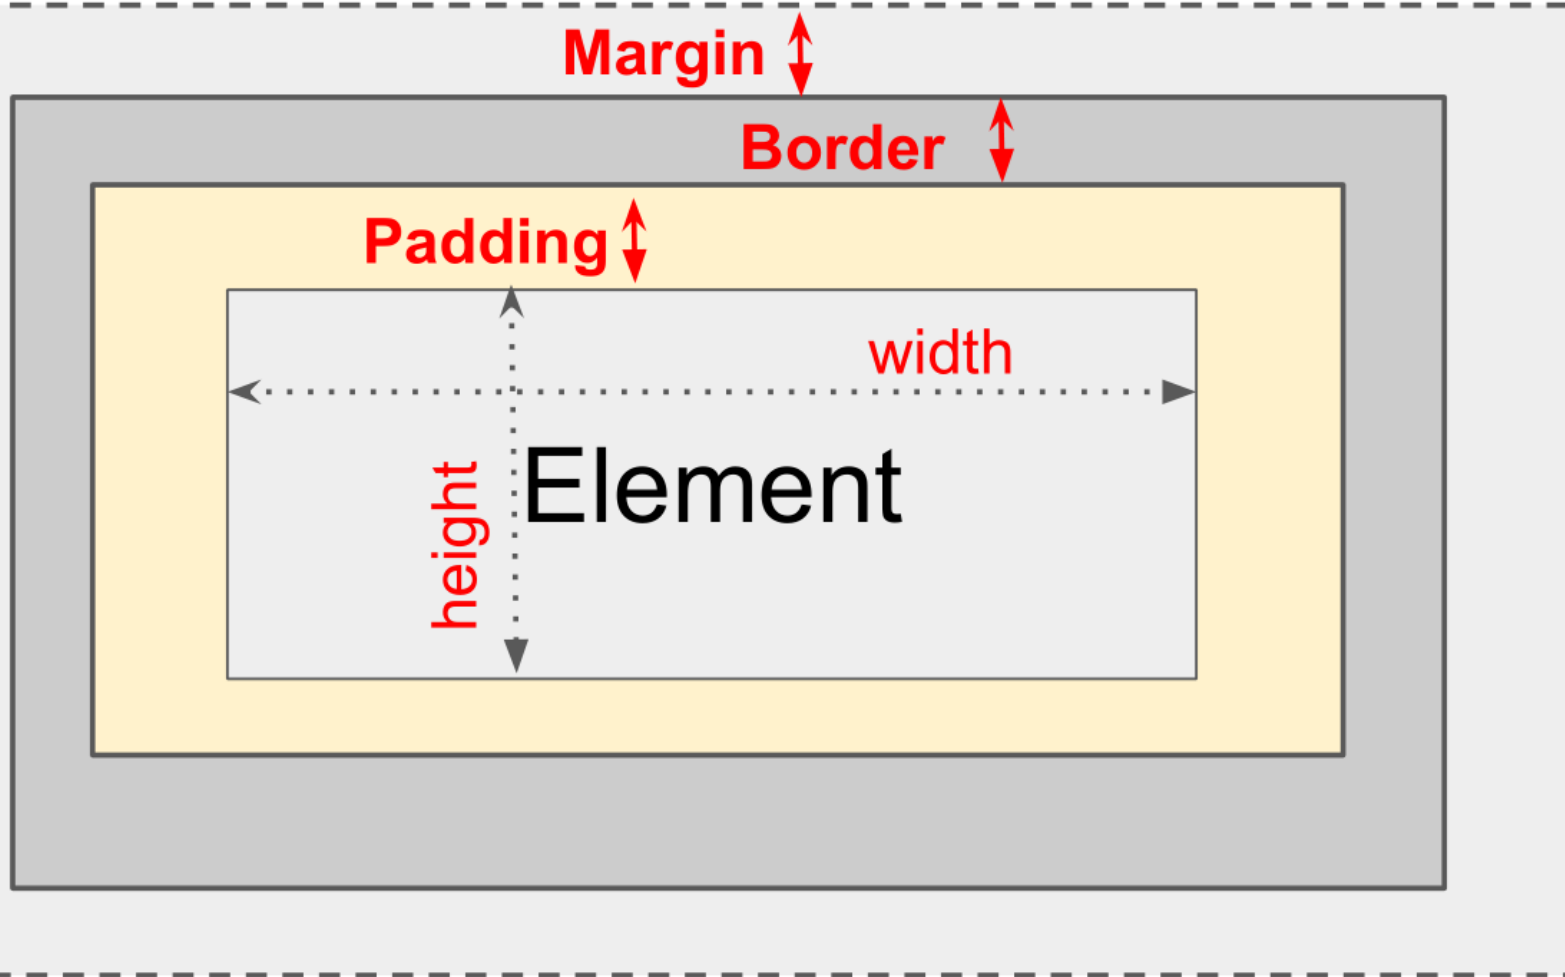 Margin
Border
Padding
width
Element
height